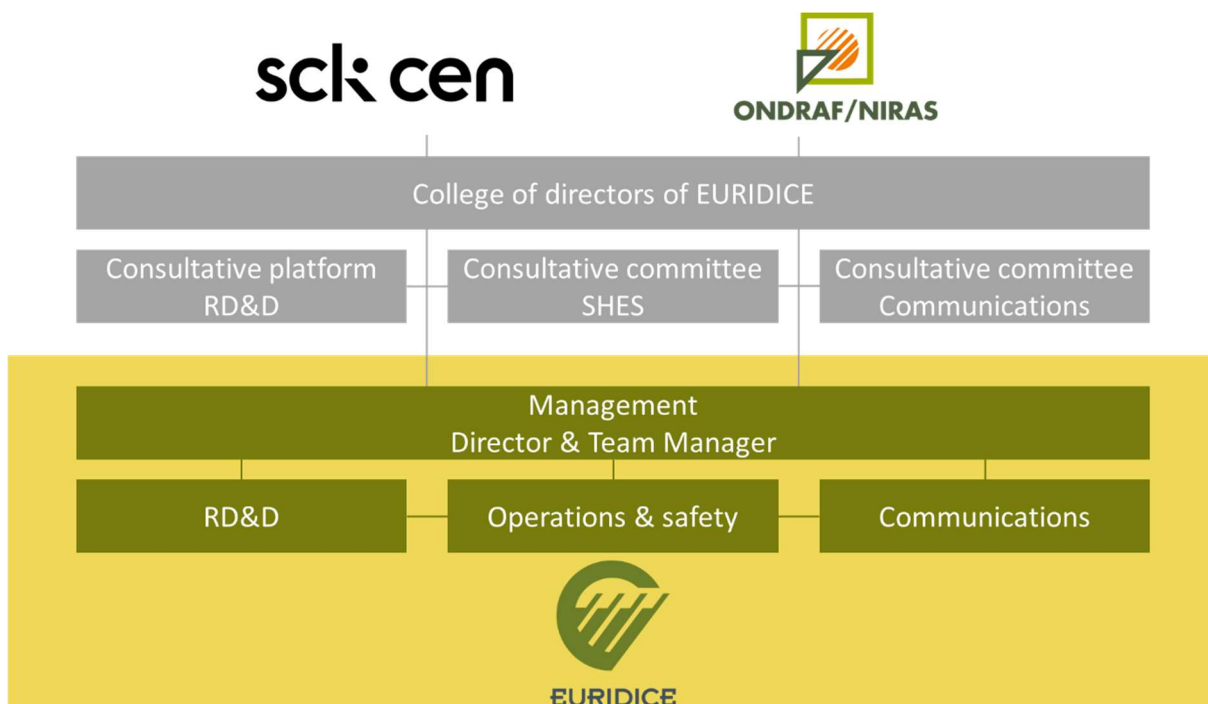 sck cen
ONDRAF/NIRAS
College of directors of EURIDICE
Consultative platform
RD&D
Consultative committee
SHES
Consultative committee
Communications
Management
Director & Team Manager
RD&D
Operations & safety
Communications
EURIDICE